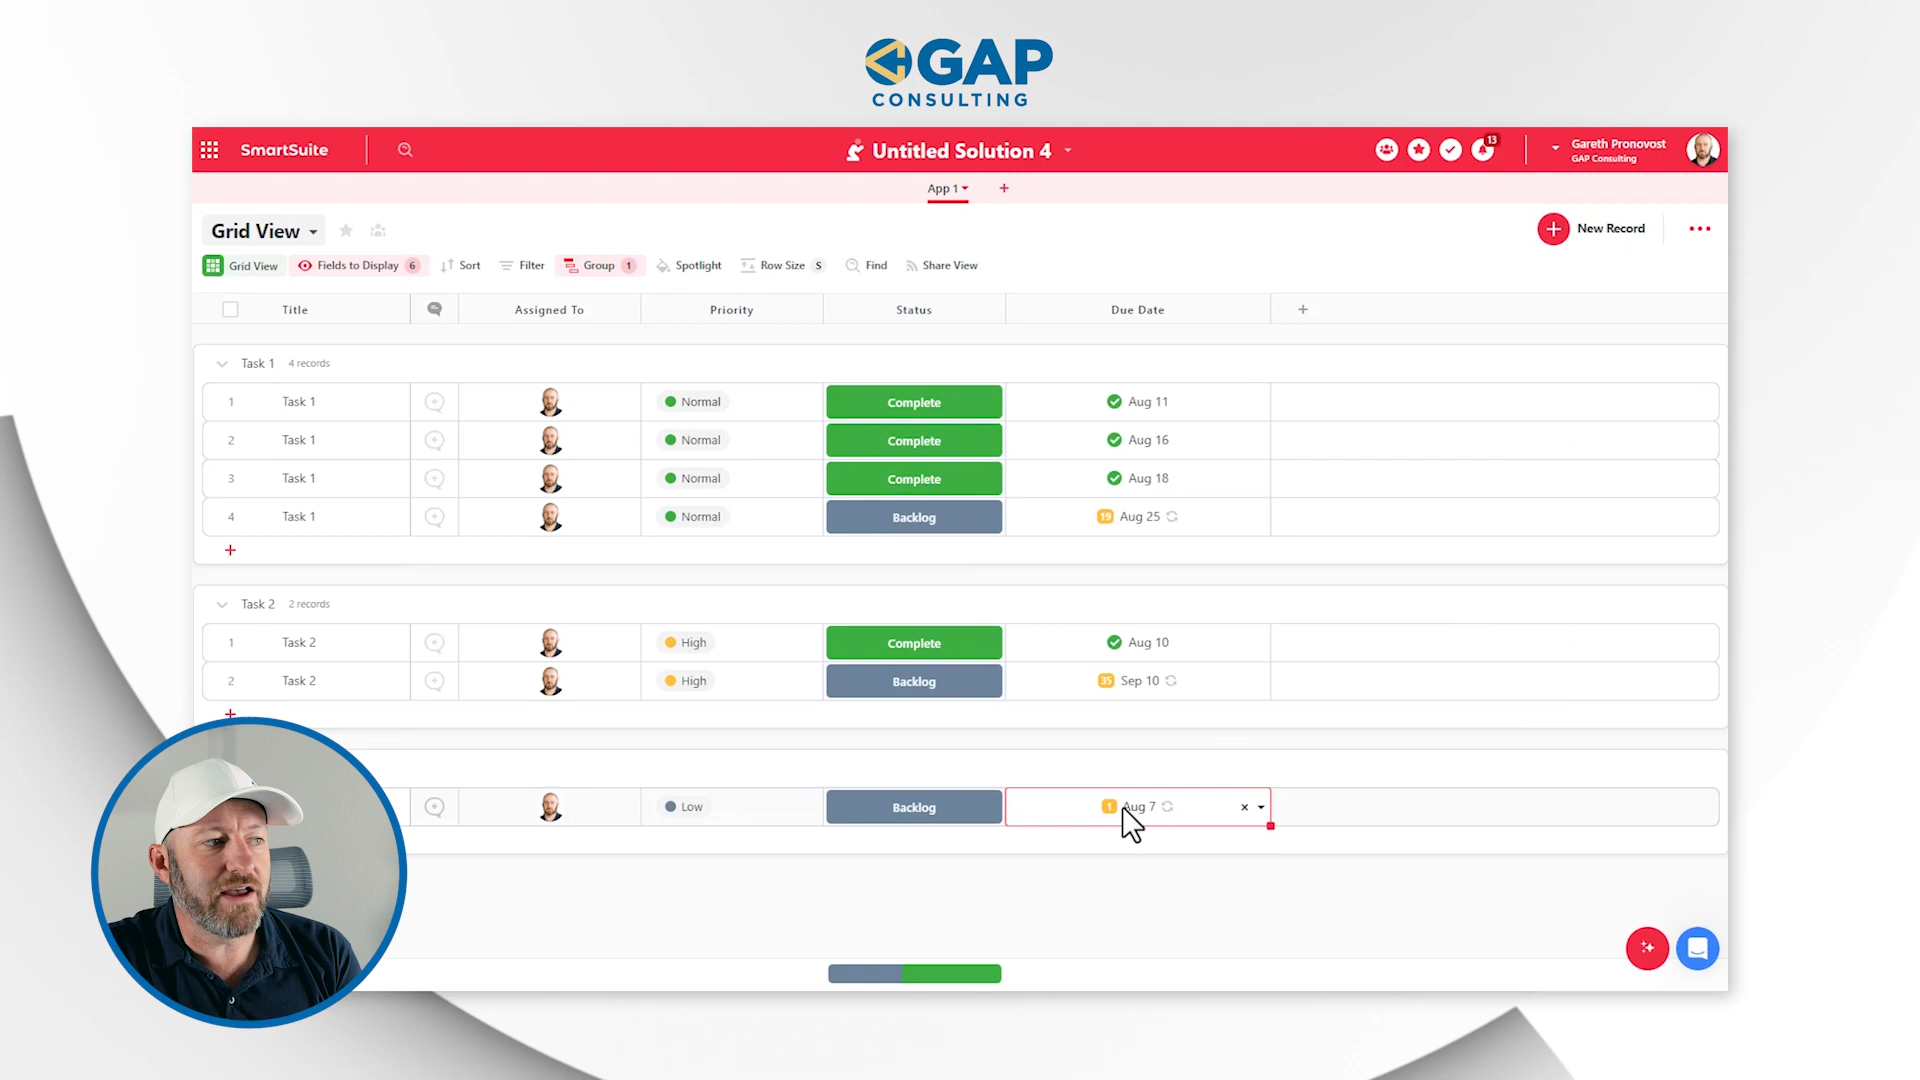 GAP
CONSULTING
SmartSuite
Untitled Solution 4
13
Gareth Pronovost
GAP Consulting
App 1
Grid View
New Record
Grid View Fields to Display 6 Sort Filter Group 1 Spotlight Row Size S Find Share View
Title Assigned To Priority Status Due Date
Task 1 4 records
1 Task 1 Normal Complete Aug 11
2 Task 1 Normal Complete Aug 16
3 Task 1 Normal Complete Aug 18
4 Task 1 Normal Backlog 19 Aug 25
Task 2 2 records
1 Task 2 High Complete Aug 10
2 Task 2 High Backlog 35 Sep 10
Low Backlog 1 Aug 7